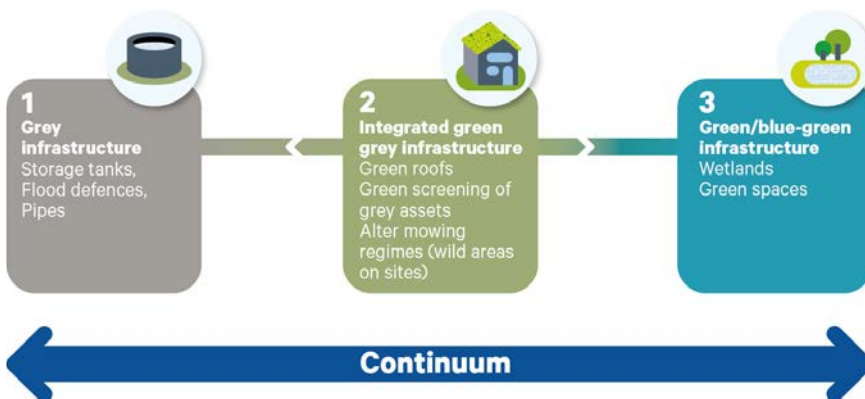 1
Grey
infrastructure
Storage tanks,
Flood defences,
Pipes
2
Integrated green
grey infrastructure
Green roofs
Green screening of
grey assets
Alter mowing
regimes (wild areas
on sites)
3
Green/blue-green
infrastructure
Wetlands
Green spaces
Continuum